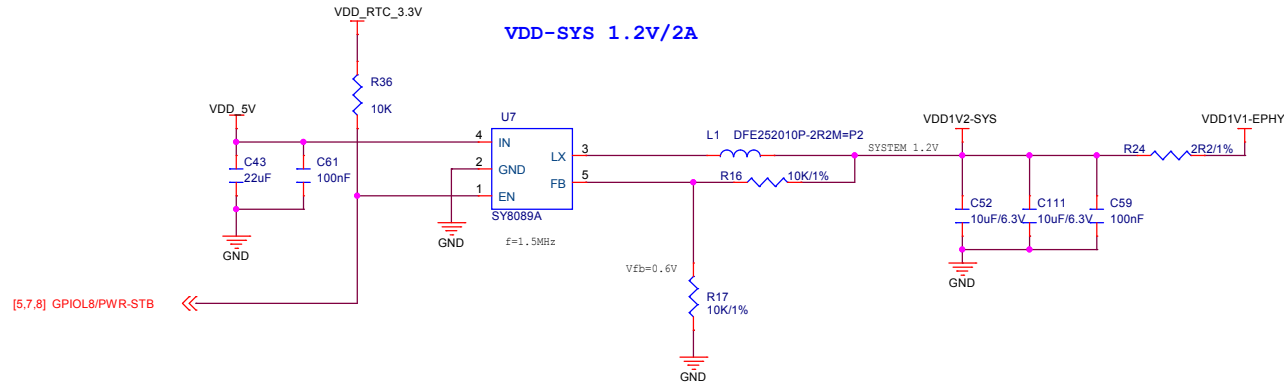 VDD_RTC_3.3V
VDD-SYS 1.2V/2A
R36
10K
VDD_5V
U7
C43
22uF
C61
100nF
4
IN
2
GND
1
EN
LX
3
FB
5
SY8089A
f=1.5MHz
GND
GND
L1 DFE252010P-2R2M=P2
R16
10K/1%
SYSTEM 1.2V
VDD1V2-SYS
VDD1V1-EPHY
R24
2R2/1%
C52
10uF/6.3V
C111
10uF/6.3V
C59
100nF
GND
Vfb=0.6V
R17
10K/1%
GND
[5,7,8] GPIOL8/PWR-STB